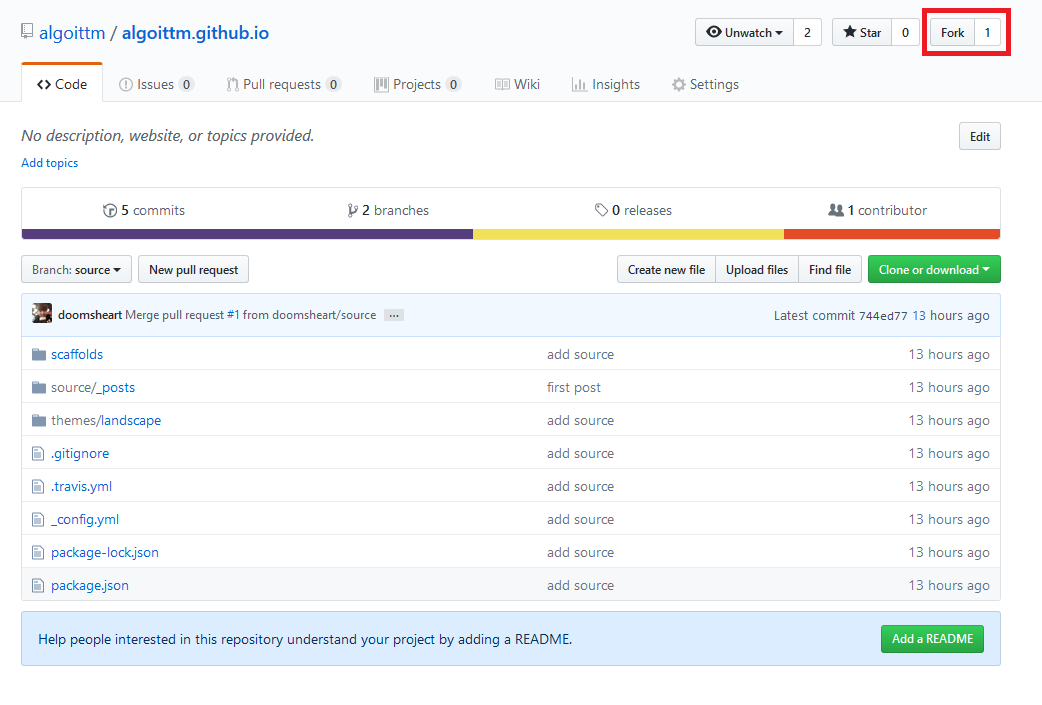 algoittm / algoittm.github.io
Unwatch 2 Star 0 Fork 1
Code Issues 0 Pull requests 0 Projects 0 Wiki Insights Settings
No description, website, or topics provided. Edit
Add topics
5 commits 2 branches 0 releases 1 contributor
Branch: source New pull request Create new file Upload files Find file Clone or download
doomsheart Merge pull request #1 from doomsheart/source ... Latest commit 744ed77 13 hours ago
scaffolds add source 13 hours ago
source/_posts first post 13 hours ago
themes/landscape add source 13 hours ago
.gitignore add source 13 hours ago
.travis.yml add source 13 hours ago
_config.yml add source 13 hours ago
package-lock.json add source 13 hours ago
package.json add source 13 hours ago
Help people interested in this repository understand your project by adding a README. Add a README